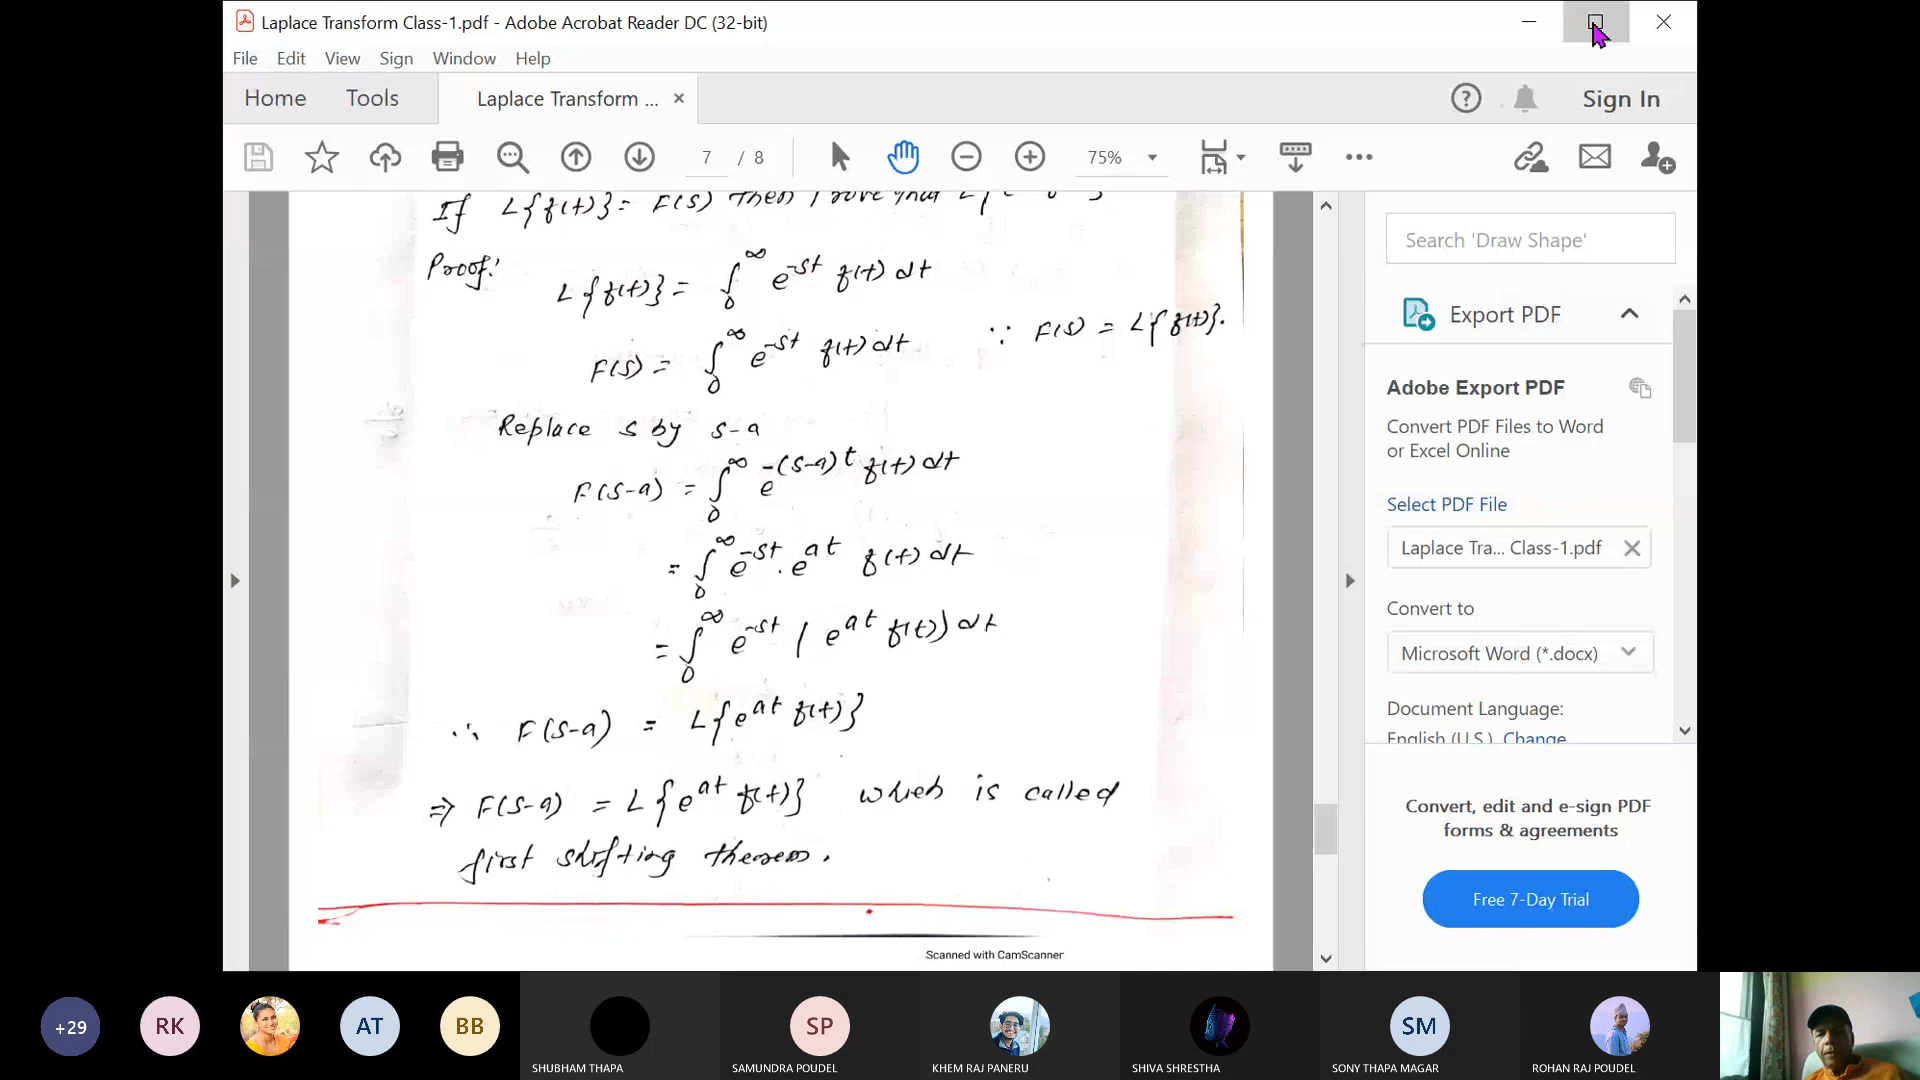 Laplace Transform Class-1.pdf - Adobe Acrobat Reader DC (32-bit)
File Edit View Sign Window Help
Home Tools Laplace Transform ... × Sign In
7 / 8 75%
If L{f(t)} = F(s) then Prove that L{
Proof:
L{f(t)} = ∫₀^∞ e^-st f(t) dt
F(s) = ∫₀^∞ e^-st f(t) dt ∵ F(s) = L{f(t)}.
Replace s by s-a
F(s-a) = ∫₀^∞ e^-(s-a)t f(t) dt
= ∫₀^∞ e^-st . e^at f(t) dt
= ∫₀^∞ e^-st ( e^at f(t)) dt
∴ F(s-a) = L{e^at f(t)}
⇒ F(s-a) = L{e^at f(t)} which is called
first shifting theorem.
Scanned with CamScanner
Search 'Draw Shape'
Export PDF
Adobe Export PDF
Convert PDF Files to Word
or Excel Online
Select PDF File
Laplace Tra... Class-1.pdf
Convert to
Microsoft Word (*.docx)
Document Language:
English (U.S.) Change
Convert, edit and e-sign PDF
forms & agreements
Free 7-Day Trial
+29 RK AT BB SP SM
SHUBHAM THAPA SAMUNDRA POUDEL KHEM RAJ PANERU SHIVA SHRESTHA SONY THAPA MAGAR ROHAN RAJ POUDEL